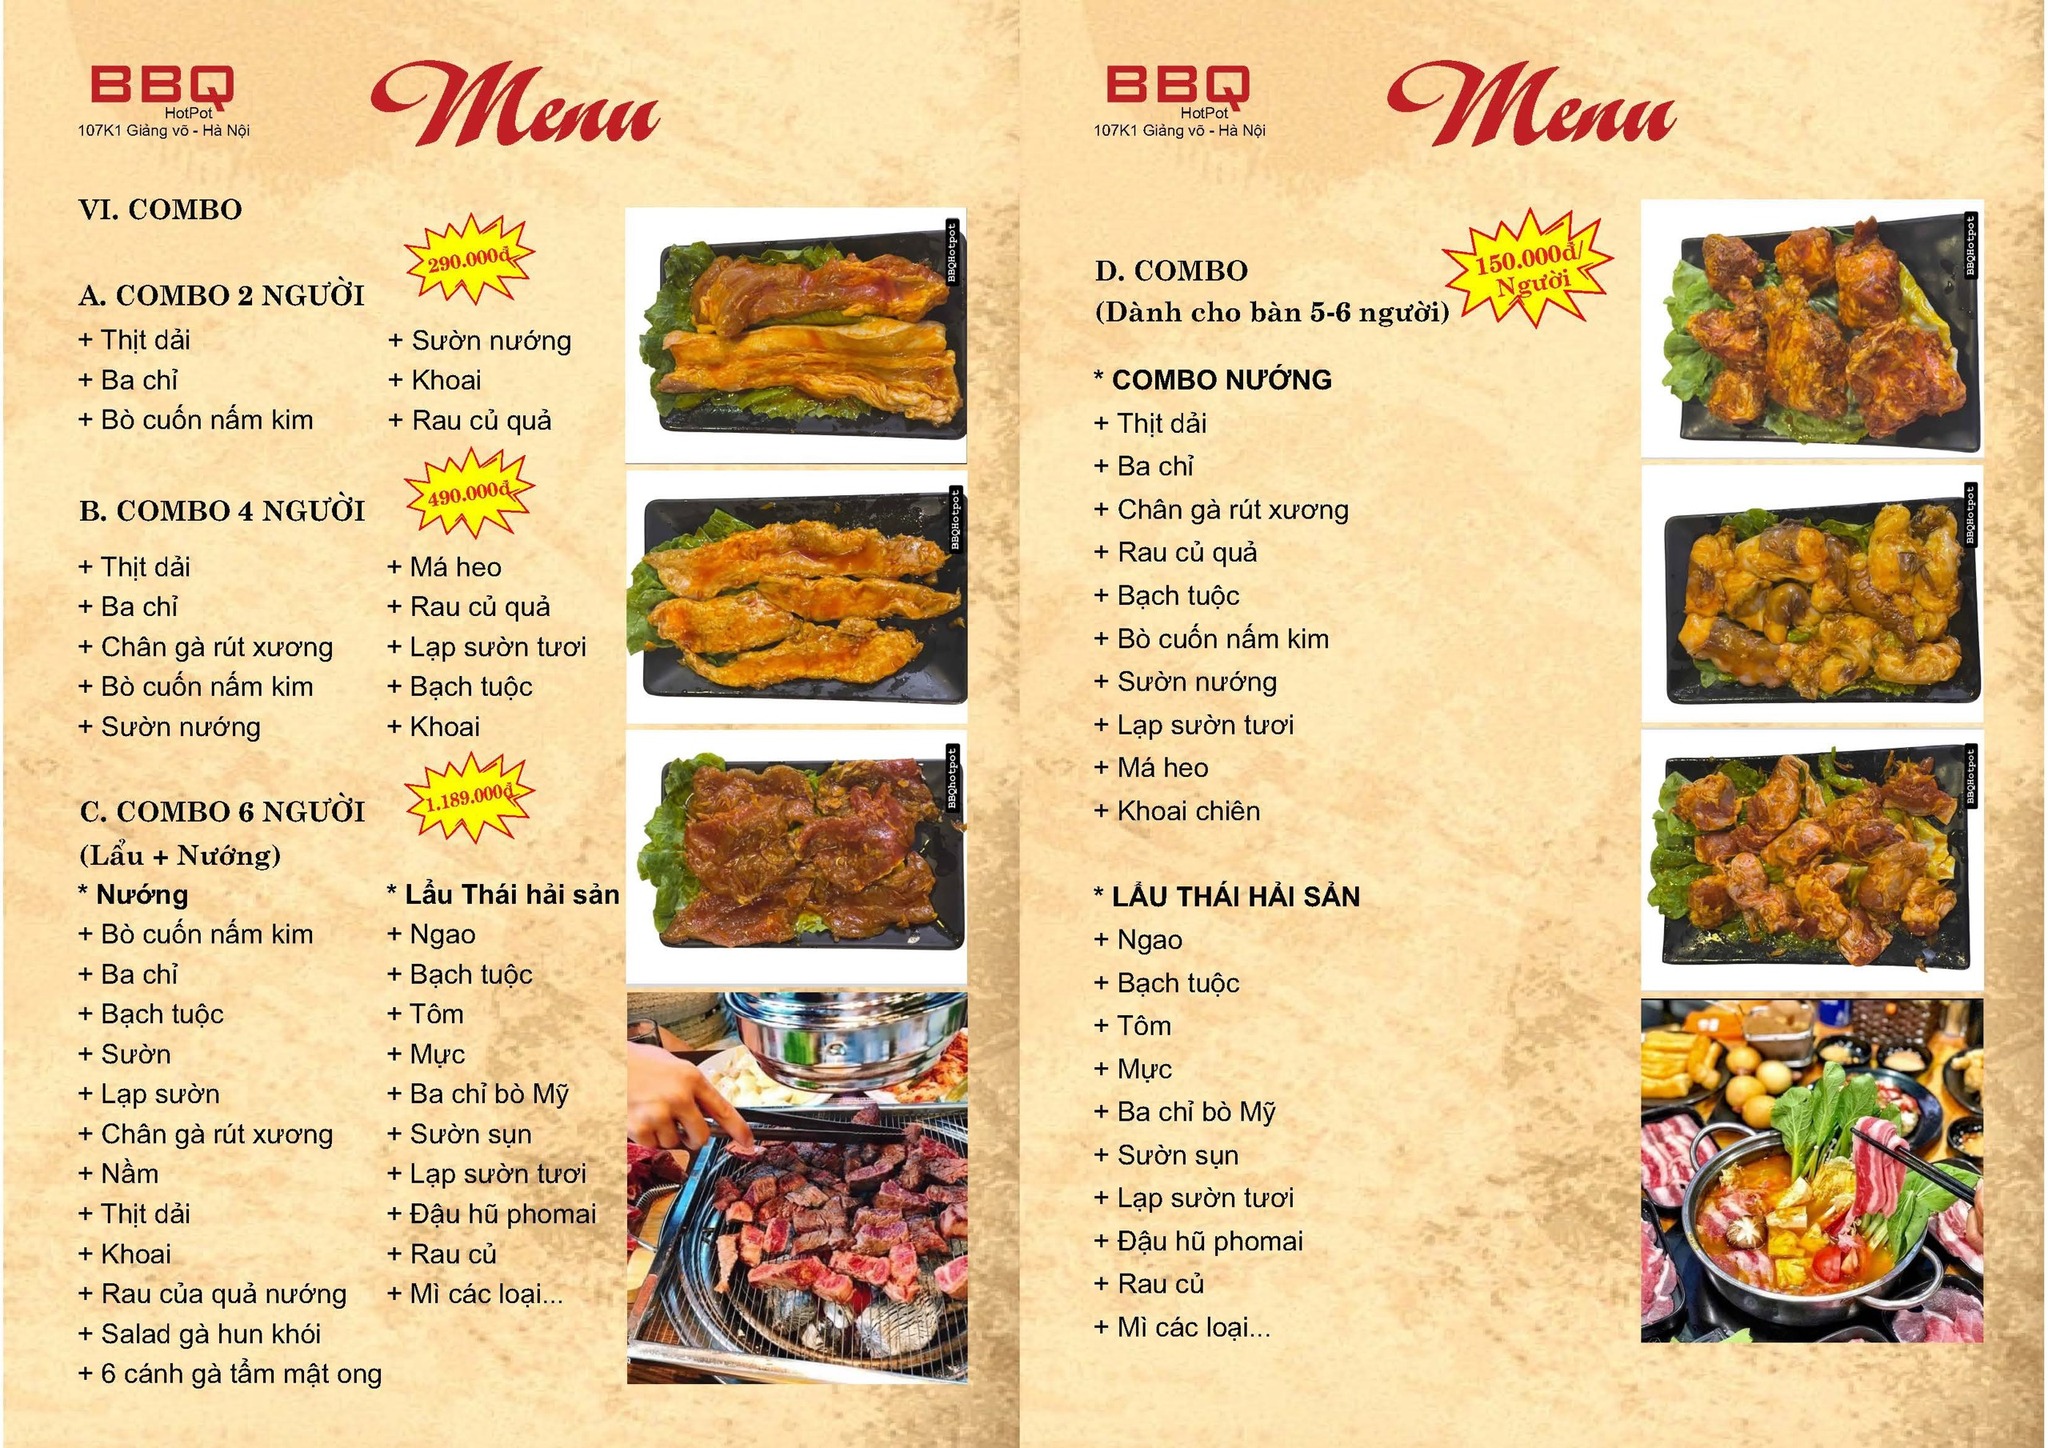 BBQ
HotPot
107K1 Giảng võ - Hà Nội
Menu
VI. COMBO
A. COMBO 2 NGƯỜI
290.000đ
+ Thịt dải
+ Ba chỉ
+ Bò cuốn nấm kim
+ Sườn nướng
+ Khoai
+ Rau củ quả
B. COMBO 4 NGƯỜI
490.000đ
+ Thịt dải
+ Ba chỉ
+ Chân gà rút xương
+ Bò cuốn nấm kim
+ Sườn nướng
+ Má heo
+ Rau củ quả
+ Lạp sườn tươi
+ Bạch tuộc
+ Khoai
C. COMBO 6 NGƯỜI
1.189.000đ
(Lẩu + Nướng)
* Nướng
+ Bò cuốn nấm kim
+ Ba chỉ
+ Bạch tuộc
+ Sườn
+ Lạp sườn
+ Chân gà rút xương
+ Nầm
+ Thịt dải
+ Khoai
+ Rau của quả nướng
+ Salad gà hun khói
+ 6 cánh gà tẩm mật ong
* Lẩu Thái hải sản
+ Ngao
+ Bạch tuộc
+ Tôm
+ Mực
+ Ba chỉ bò Mỹ
+ Sườn sụn
+ Lạp sườn tươi
+ Đậu hũ phomai
+ Rau củ
+ Mì các loại...
BBQHotpot
BBQHotpot
BBQhotpot
BBQ
HotPot
107K1 Giảng võ - Hà Nội
Menu
D. COMBO
(Dành cho bàn 5-6 người)
150.000đ/
Người
* COMBO NƯỚNG
+ Thịt dải
+ Ba chỉ
+ Chân gà rút xương
+ Rau củ quả
+ Bạch tuộc
+ Bò cuốn nấm kim
+ Sườn nướng
+ Lạp sườn tươi
+ Má heo
+ Khoai chiên
* LẨU THÁI HẢI SẢN
+ Ngao
+ Bạch tuộc
+ Tôm
+ Mực
+ Ba chỉ bò Mỹ
+ Sườn sụn
+ Lạp sườn tươi
+ Đậu hũ phomai
+ Rau củ
+ Mì các loại...
BBQHotpot
BBQHotpot
BBQHotpot